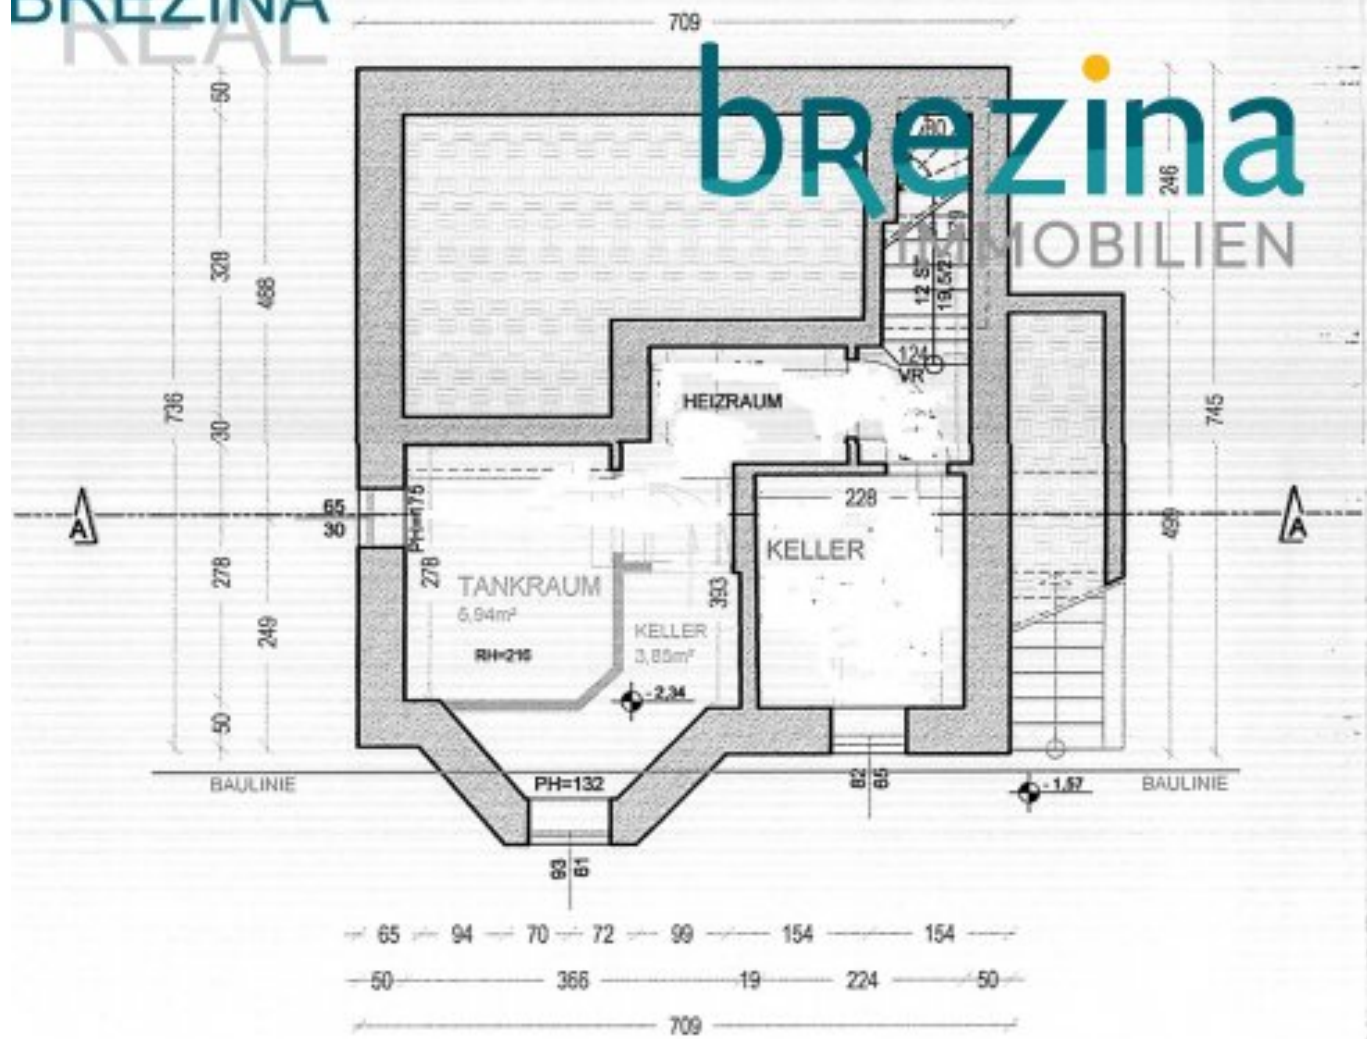 BREZINA
REAL
709
bREzina
IMMOBILIEN
50
80
246
328
488
12 ST
19,5/2
79
124
VR
HEIZRAUM
736
30
745
65
30
PH=175
228
499
KELLER
278
278
TANKRAUM
5,94m²
393
249
KELLER
3,85m²
RH=216
- 2,34
50
BAULINIE
PH=132
82
65
- 1,57
BAULINIE
93
61
65 94 70 72 99 154 154
50 366 19 224 50
709
A
A